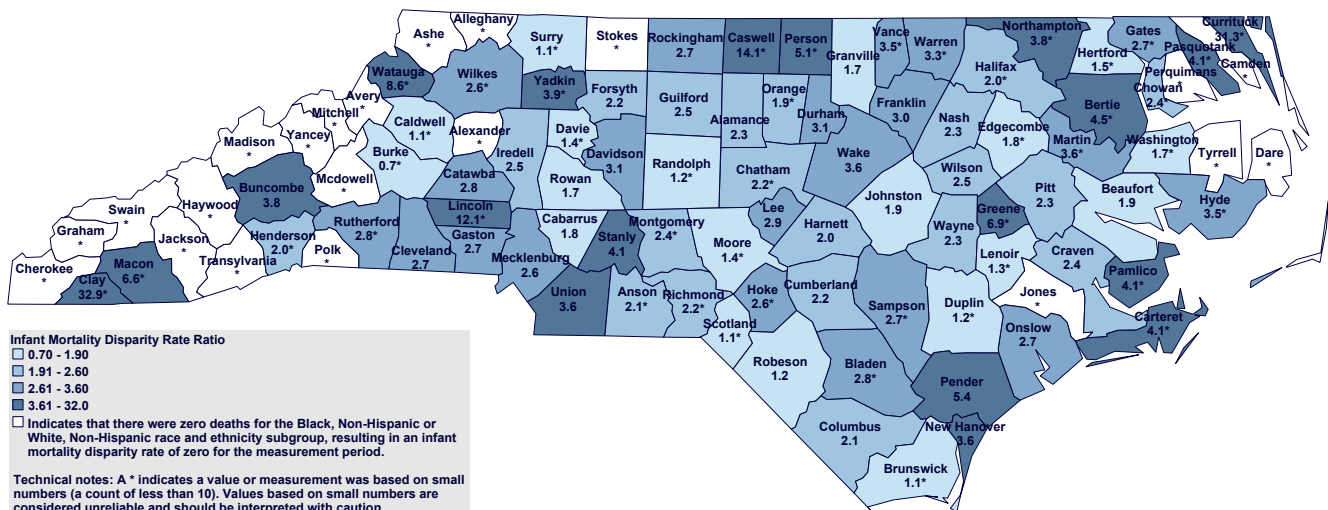 Ashe
*
Alleghany
*
Surry
1.1*
Stokes
*
Rockingham
2.7
Caswell
14.1*
Person
5.1*
Granville
1.7
Vance
3.5*
Warren
3.3*
Northampton
3.8*
Gates
2.7*
Currituck
31.3*
Hertford
1.5*
Pasquotank
4.1*
Camden
*
Perquimans
*
Chowan
2.4*
Watauga
8.6*
Wilkes
2.6*
Yadkin
3.9*
Forsyth
2.2
Guilford
2.5
Alamance
2.3
Orange
1.9*
Durham
3.1
Franklin
3.0
Halifax
2.0*
Bertie
4.5*
Avery
*
Mitchell
*
Yancey
*
Madison
*
Caldwell
1.1*
Alexander
*
Iredell
2.5
Davie
1.4*
Davidson
3.1
Randolph
1.2*
Chatham
2.2*
Wake
3.6
Nash
2.3
Edgecombe
1.8*
Martin
3.6*
Washington
1.7*
Tyrrell
*
Dare
*
Burke
0.7*
McDowell
*
Buncombe
3.8
Haywood
*
Catawba
2.8
Rowan
1.7
Johnston
1.9
Wilson
2.5
Pitt
2.3
Beaufort
1.9
Hyde
3.5*
Swain
*
Graham
*
Jackson
*
Cherokee
*
Clay
32.9*
Macon
6.6*
Transylvania
*
Henderson
2.0*
Polk
*
Rutherford
2.8*
Cleveland
2.7
Lincoln
12.1*
Gaston
2.7
Mecklenburg
2.6
Cabarrus
1.8
Stanly
4.1
Montgomery
2.4*
Moore
1.4*
Lee
2.9
Harnett
2.0
Wayne
2.3
Greene
6.9*
Lenoir
1.3*
Craven
2.4
Pamlico
4.1*
Union
3.6
Anson
2.1*
Richmond
2.2*
Scotland
1.1*
Hoke
2.6*
Cumberland
2.2
Sampson
2.7*
Duplin
1.2*
Jones
*
Onslow
2.7
Carteret
4.1*
Robeson
1.2
Bladen
2.8*
Pender
5.4
Columbus
2.1
New Hanover
3.6
Brunswick
1.1*
Infant Mortality Disparity Rate Ratio
0.70 - 1.90
1.91 - 2.60
2.61 - 3.60
3.61 - 32.0
Indicates that there were zero deaths for the Black, Non-Hispanic or
White, Non-Hispanic race and ethnicity subgroup, resulting in an infant
mortality disparity rate of zero for the measurement period.
Technical notes: A * indicates a value or measurement was based on small
numbers (a count of less than 10). Values based on small numbers are
considered unreliable and should be interpreted with caution